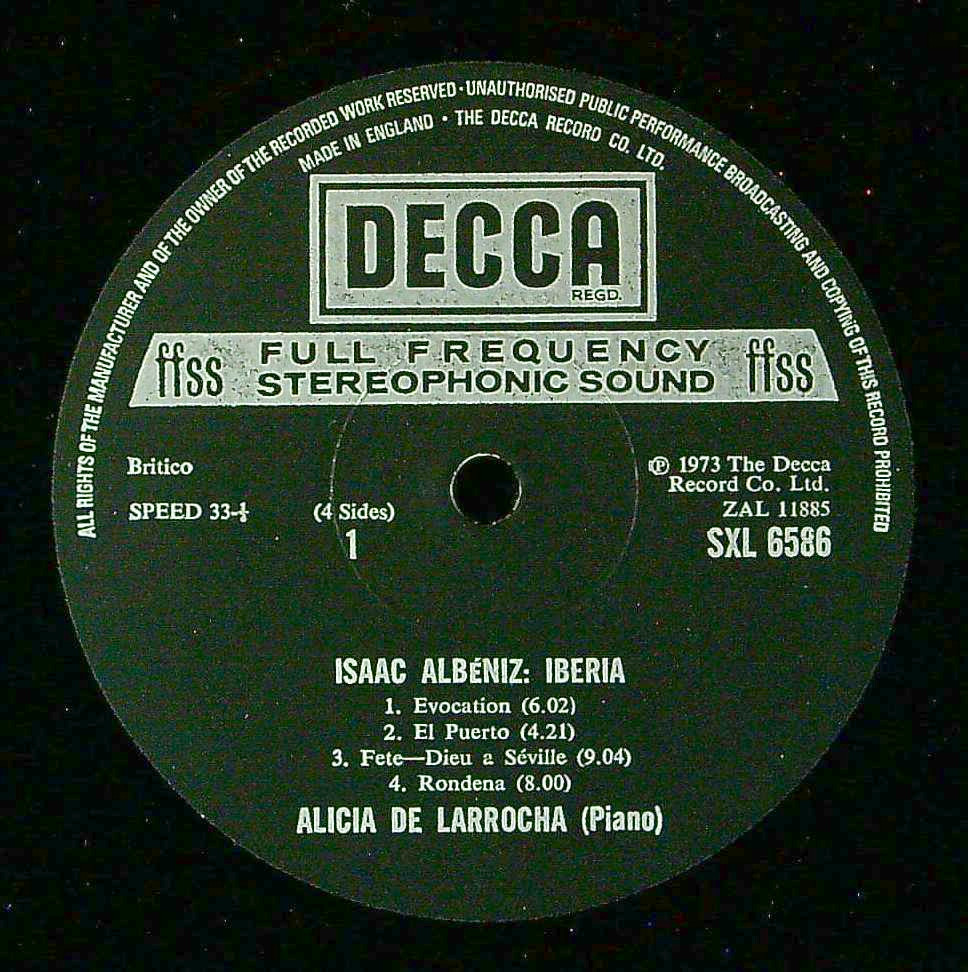 ALL RIGHTS OF THE MANUFACTURER AND OF THE OWNER OF THE RECORDED WORK RESERVED · UNAUTHORISED PUBLIC PERFORMANCE BROADCASTING AND COPYING OF THIS RECORD PROHIBITED
MADE IN ENGLAND · THE DECCA RECORD CO. LTD.
DECCA
REGD.
ffss FULL FREQUENCY STEREOPHONIC SOUND ffss
Britico
℗ 1973 The Decca
Record Co. Ltd.
SPEED 33-⅓ (4 Sides) ZAL 11885
1 SXL 6586
ISAAC ALBÉNIZ: IBERIA
1. Evocation (6.02)
2. El Puerto (4.21)
3. Fete—Dieu a Séville (9.04)
4. Rondena (8.00)
ALICIA DE LARROCHA (Piano)